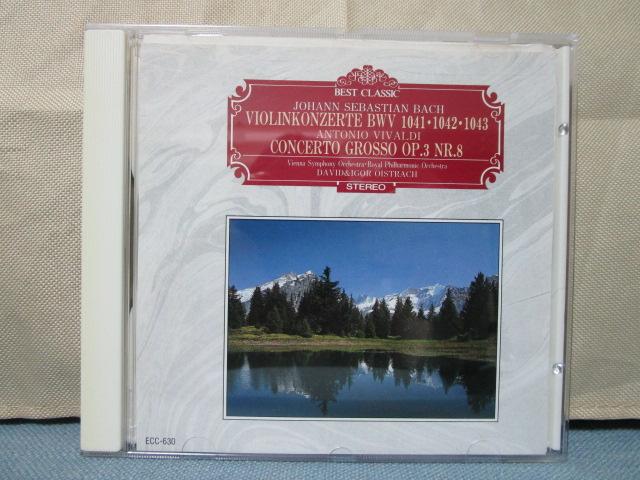 BEST CLASSIC
JOHANN SEBASTIAN BACH
VIOLINKONZERTE BWV 1041・1042・1043
ANTONIO VIVALDI
CONCERTO GROSSO OP.3 NR.8
Vienna Symphony Orchestra・Royal Philharmonic Orchestra
DAVID&IGOR OISTRACH
STEREO
ECC-630